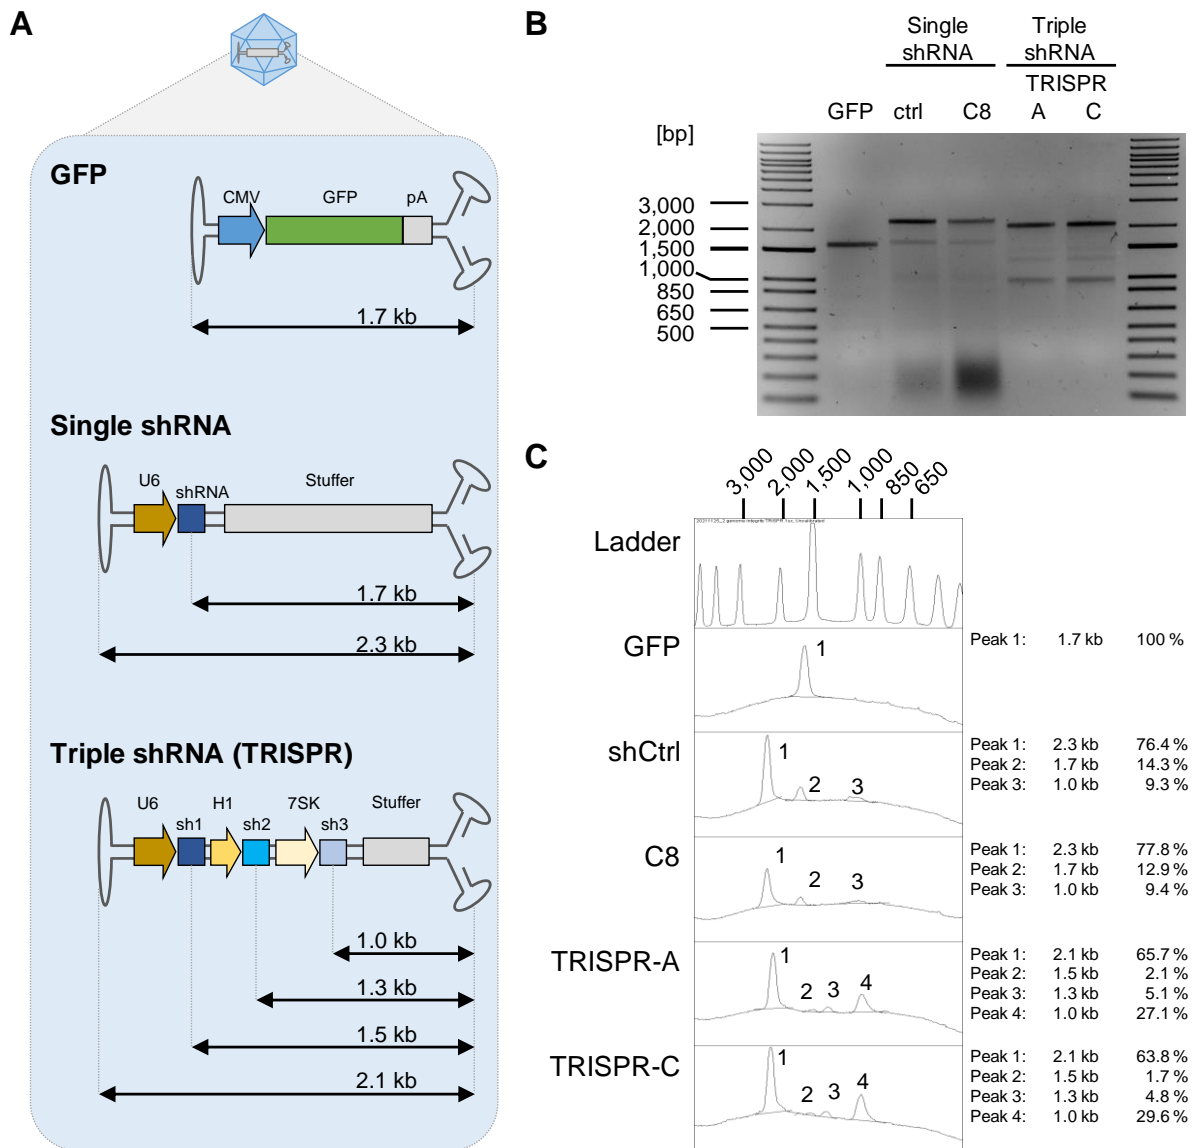 A
GFP
CMV GFP pA
1.7 kb
Single shRNA
U6 shRNA Stuffer
1.7 kb
2.3 kb
Triple shRNA (TRISPR)
U6 H1 7SK Stuffer
sh1 sh2 sh3
1.0 kb
1.3 kb
1.5 kb
2.1 kb
B
Single shRNA
Triple shRNA
TRISPR
GFP ctrl C8 A C
[bp]
3,000
2,000
1,500
1,000
850
650
500
C
3,000 2,000 1,500 1,000 850 650
Ladder
GFP
1
Peak 1: 1.7 kb 100 %
shCtrl
1 2 3
Peak 1: 2.3 kb 76.4 %
Peak 2: 1.7 kb 14.3 %
Peak 3: 1.0 kb 9.3 %
C8
1 2 3
Peak 1: 2.3 kb 77.8 %
Peak 2: 1.7 kb 12.9 %
Peak 3: 1.0 kb 9.4 %
TRISPR-A
1 2 3 4
Peak 1: 2.1 kb 65.7 %
Peak 2: 1.5 kb 2.1 %
Peak 3: 1.3 kb 5.1 %
Peak 4: 1.0 kb 27.1 %
TRISPR-C
1 2 3 4
Peak 1: 2.1 kb 63.8 %
Peak 2: 1.5 kb 1.7 %
Peak 3: 1.3 kb 4.8 %
Peak 4: 1.0 kb 29.6 %